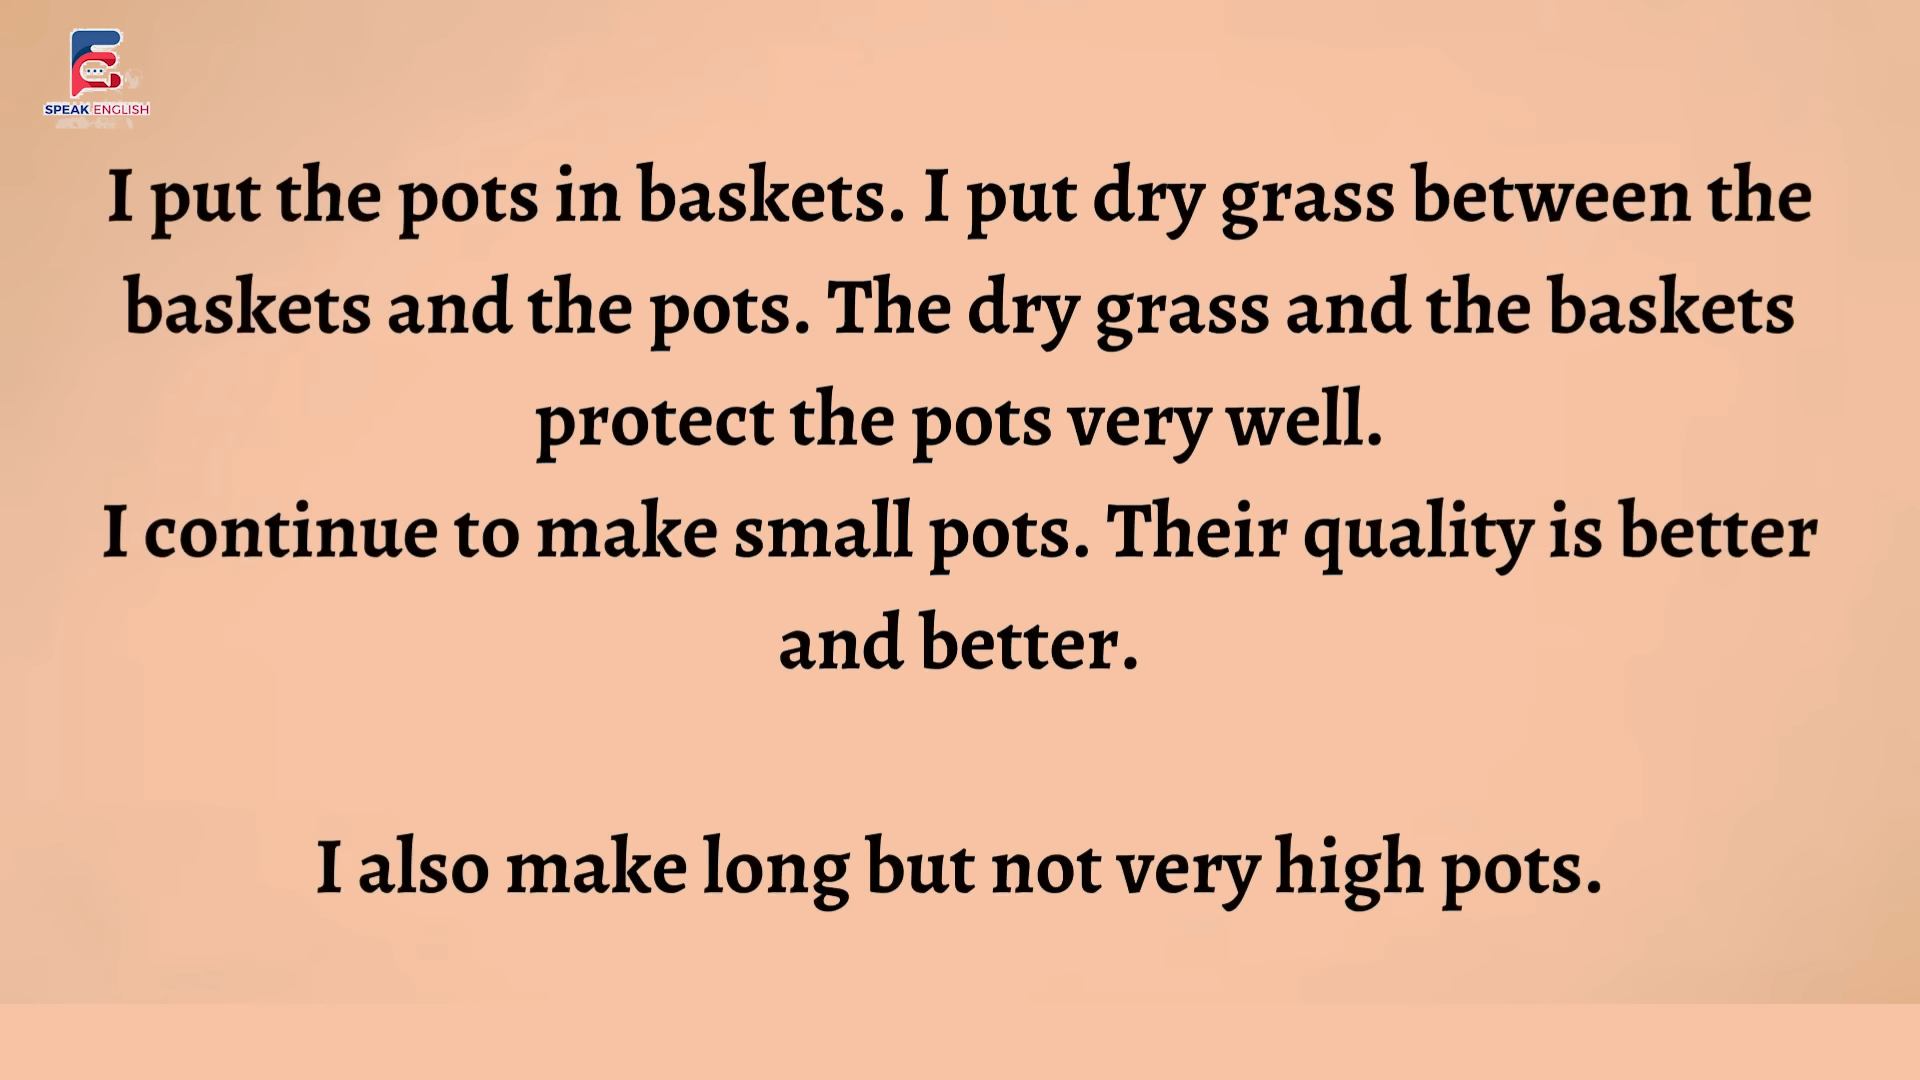 SPEAK ENGLISH
I put the pots in baskets. I put dry grass between the
baskets and the pots. The dry grass and the baskets
protect the pots very well.
I continue to make small pots. Their quality is better
and better.
I also make long but not very high pots.